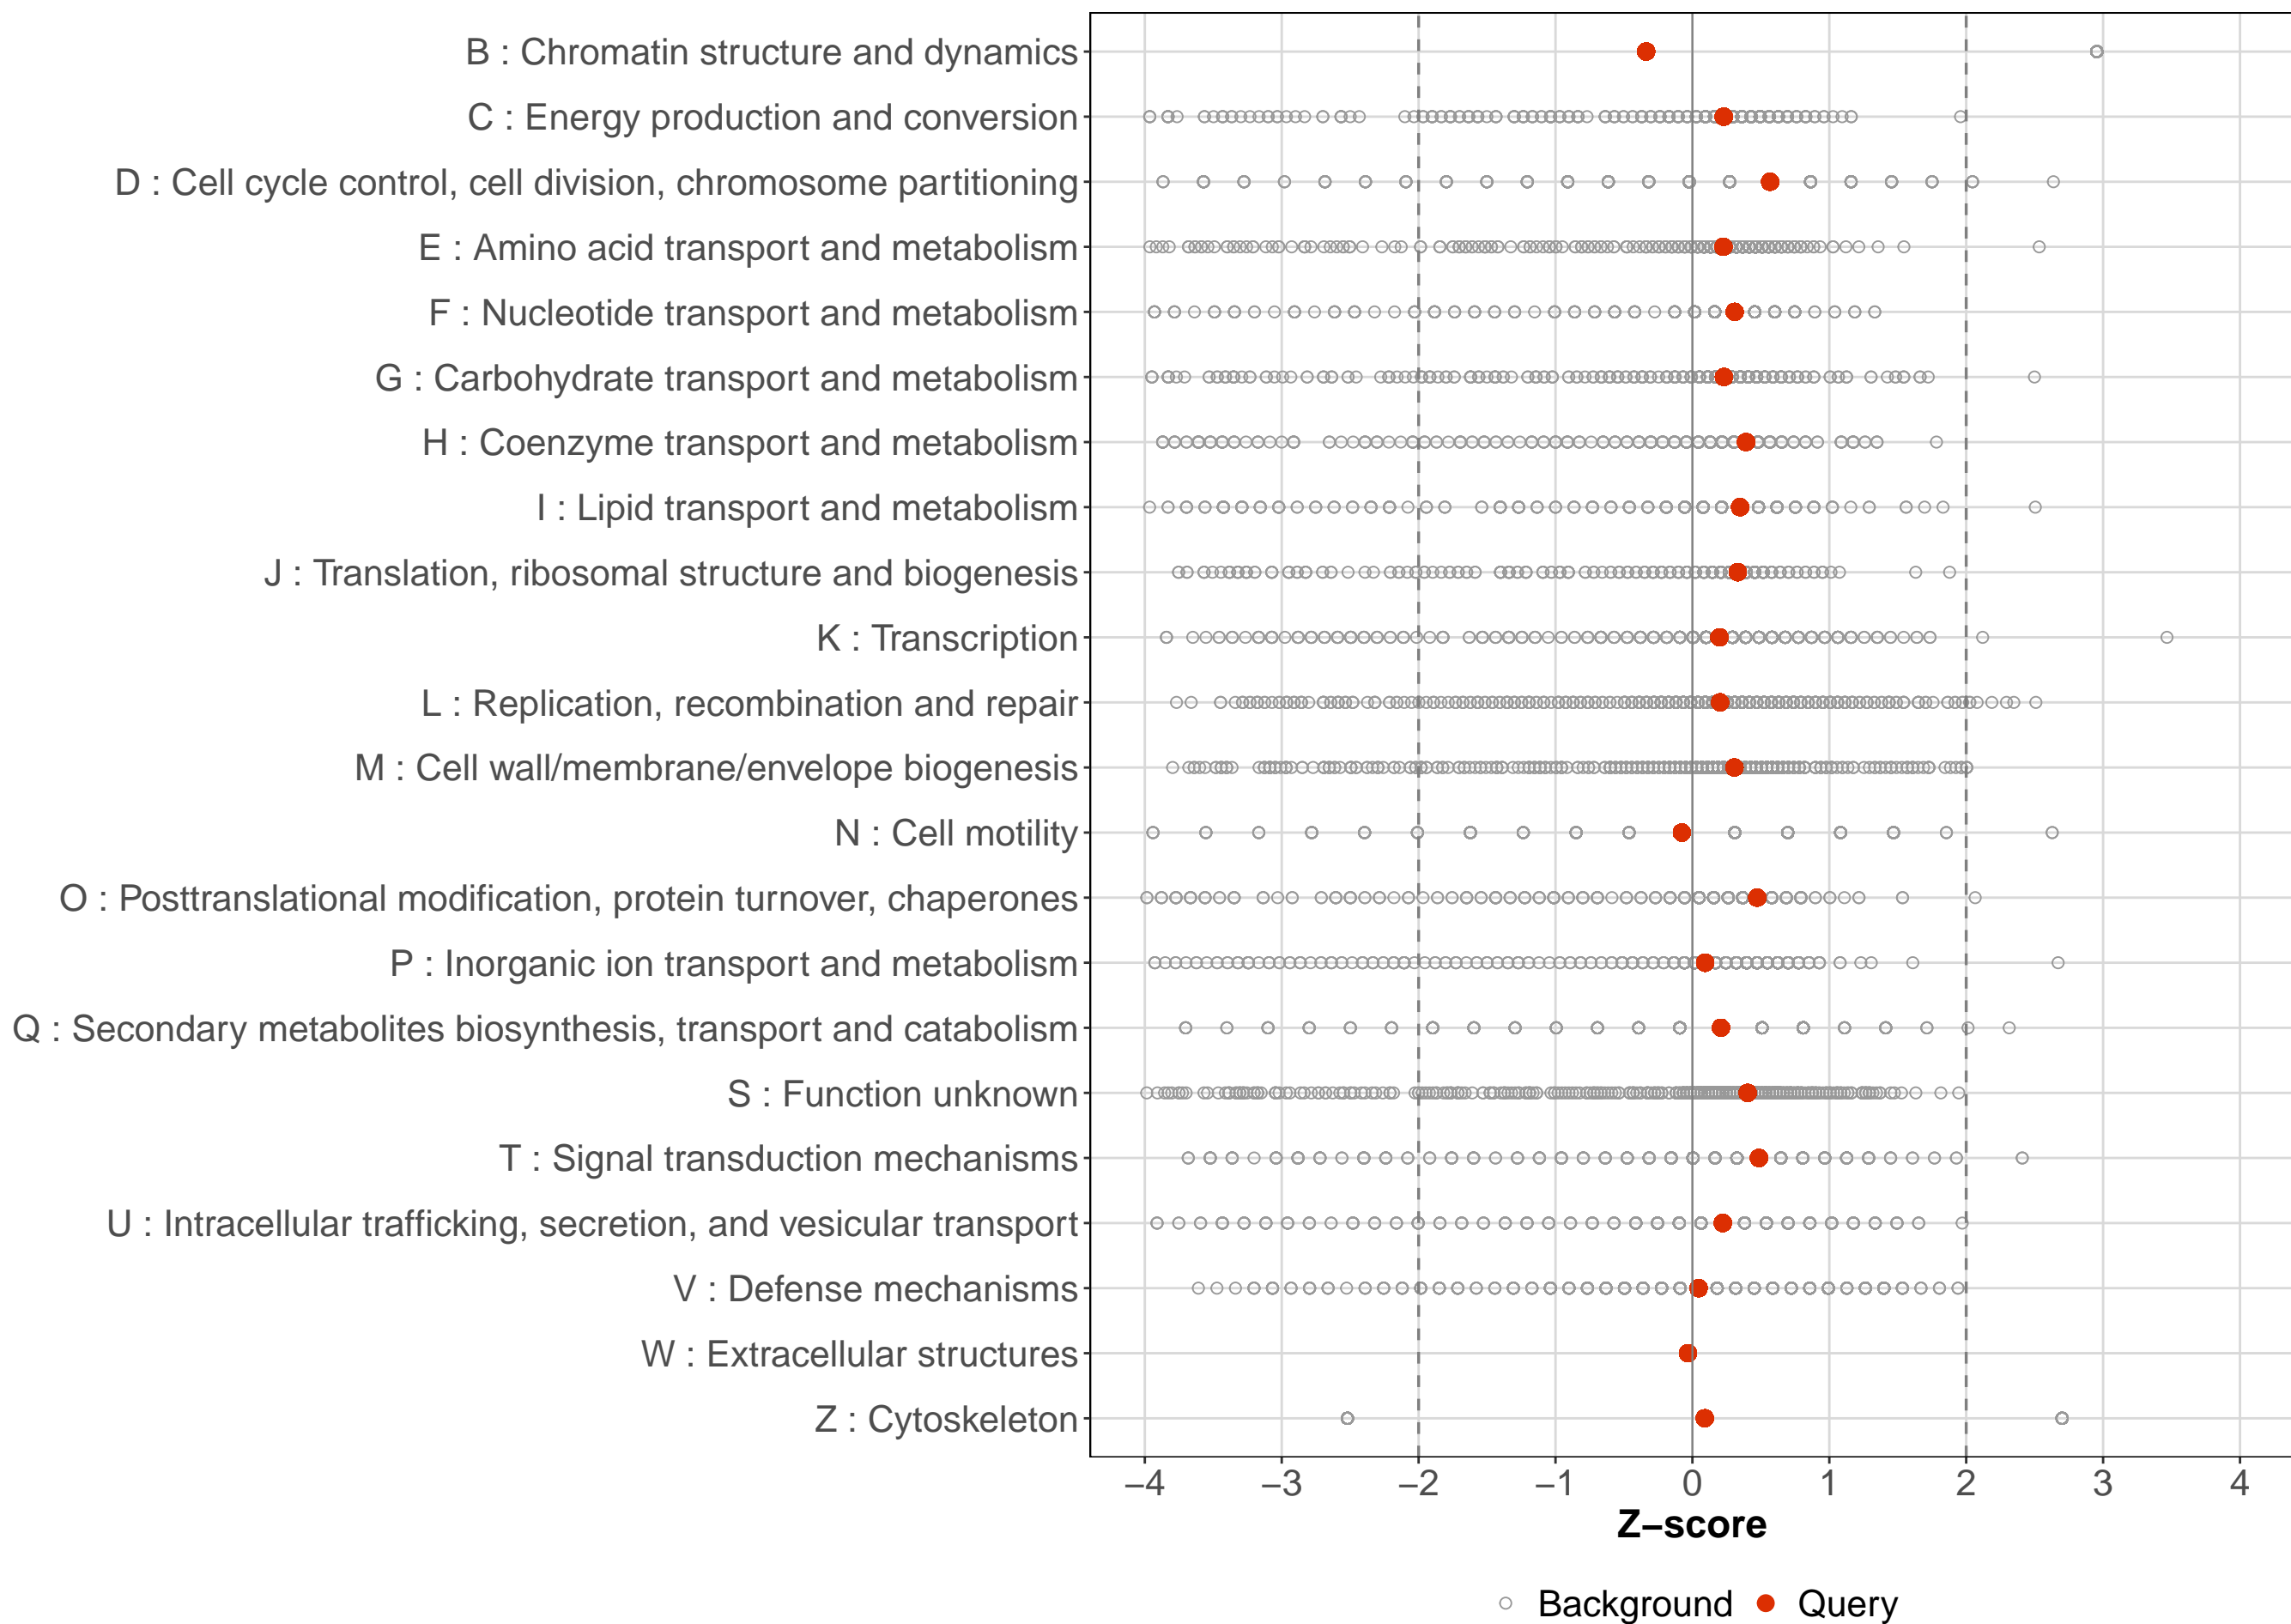 B : Chromatin structure and dynamics
C : Energy production and conversion
D : Cell cycle control, cell division, chromosome partitioning
E : Amino acid transport and metabolism
F : Nucleotide transport and metabolism
G : Carbohydrate transport and metabolism
H : Coenzyme transport and metabolism
I : Lipid transport and metabolism
J : Translation, ribosomal structure and biogenesis
K : Transcription
L : Replication, recombination and repair
M : Cell wall/membrane/envelope biogenesis
N : Cell motility
O : Posttranslational modification, protein turnover, chaperones
P : Inorganic ion transport and metabolism
Q : Secondary metabolites biosynthesis, transport and catabolism
S : Function unknown
T : Signal transduction mechanisms
U : Intracellular trafficking, secretion, and vesicular transport
V : Defense mechanisms
W : Extracellular structures
Z : Cytoskeleton
−4 −3 −2 −1 0 1 2 3 4
Z−score
Background Query